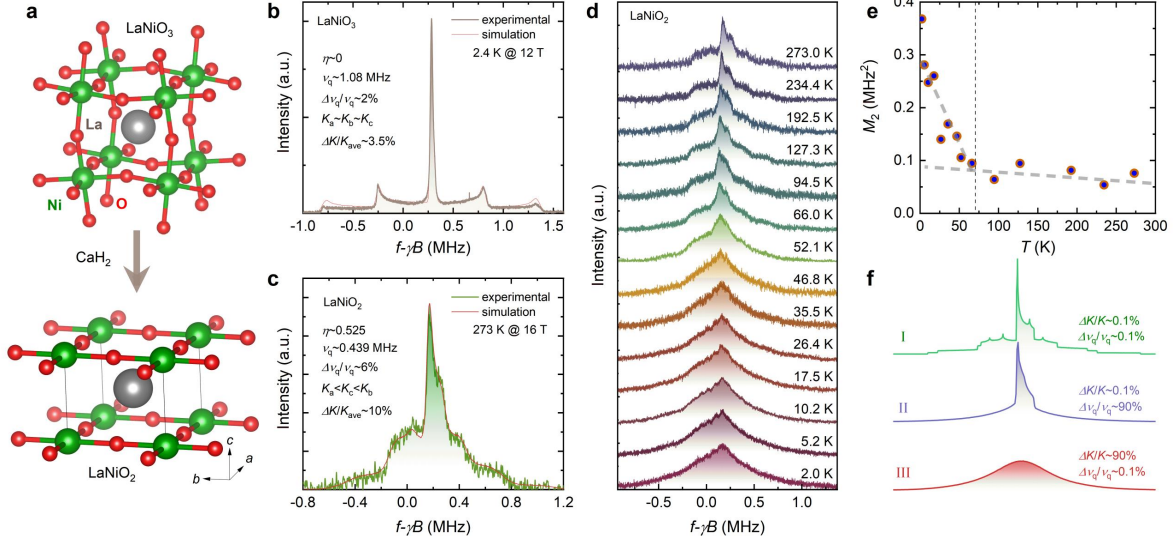 a
LaNiO3
La
Ni
O
CaH2
LaNiO2
c
a
b
b
LaNiO3
experimental
simulation
2.4 K @ 12 T
η~0
νq~1.08 MHz
Δνq/νq~2%
Ka~Kb~Kc
ΔK/Kave~3.5%
Intensity (a.u.)
-1.0 -0.5 0.0 0.5 1.0 1.5
f-γB (MHz)
c
LaNiO2
experimental
simulation
273 K @ 16 T
η~0.525
νq~0.439 MHz
Δνq/νq~6%
Ka<Kc<Kb
ΔK/Kave~10%
Intensity (a.u.)
-0.8 -0.4 0.0 0.4 0.8 1.2
f-γB (MHz)
d
LaNiO2
273.0 K
234.4 K
192.5 K
127.3 K
94.5 K
66.0 K
52.1 K
46.8 K
35.5 K
26.4 K
17.5 K
10.2 K
5.2 K
2.0 K
Intensity (a.u.)
-0.6 0.0 0.6 1.2
f-γB (MHz)
e
0.4
0.3
0.2
0.1
0.0
M2 (MHz2)
0 50 100 150 200 250 300
T (K)
f
I
ΔK/K~0.1%
Δνq/νq~0.1%
II
ΔK/K~0.1%
Δνq/νq~90%
III
ΔK/K~90%
Δνq/νq~0.1%